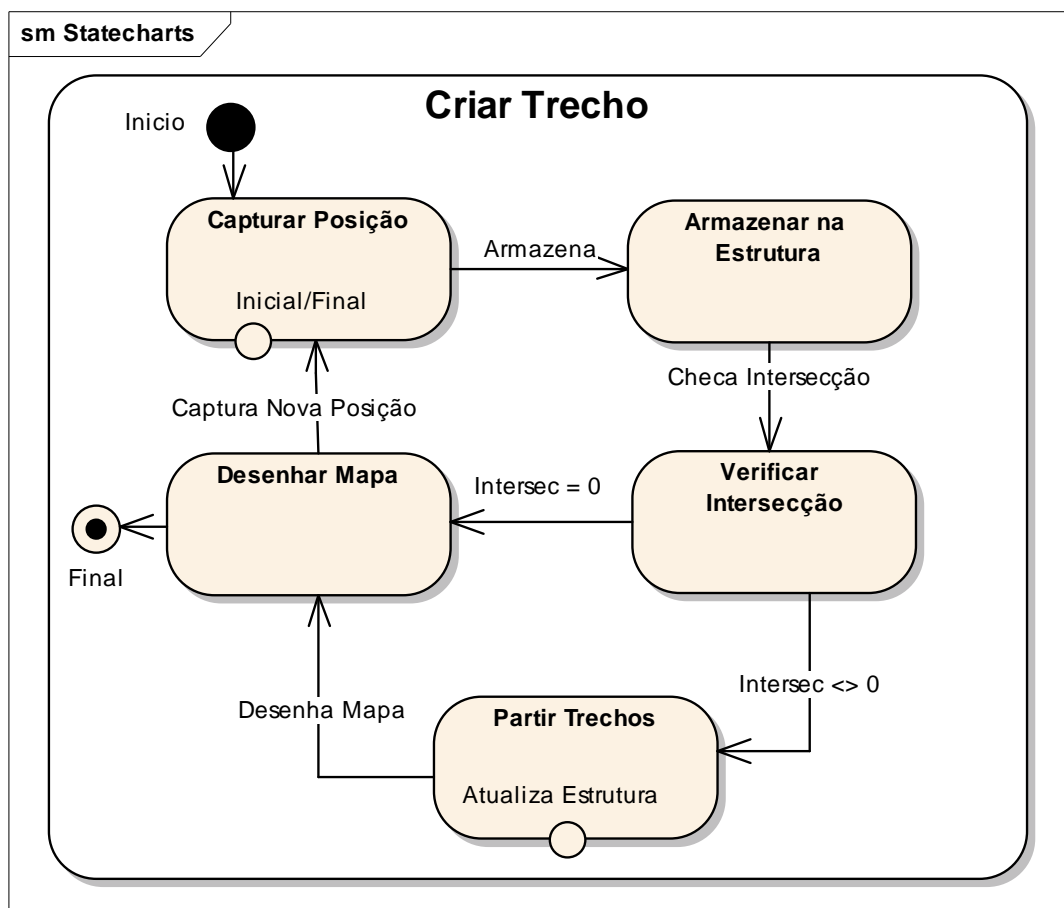 sm Statecharts
Criar Trecho
Inicio
Capturar Posição
Inicial/Final
Armazena
Armazenar na
Estrutura
Checa Intersecção
Captura Nova Posição
Desenhar Mapa
Intersec = 0
Verificar
Intersecção
Final
Intersec <> 0
Desenha Mapa
Partir Trechos
Atualiza Estrutura